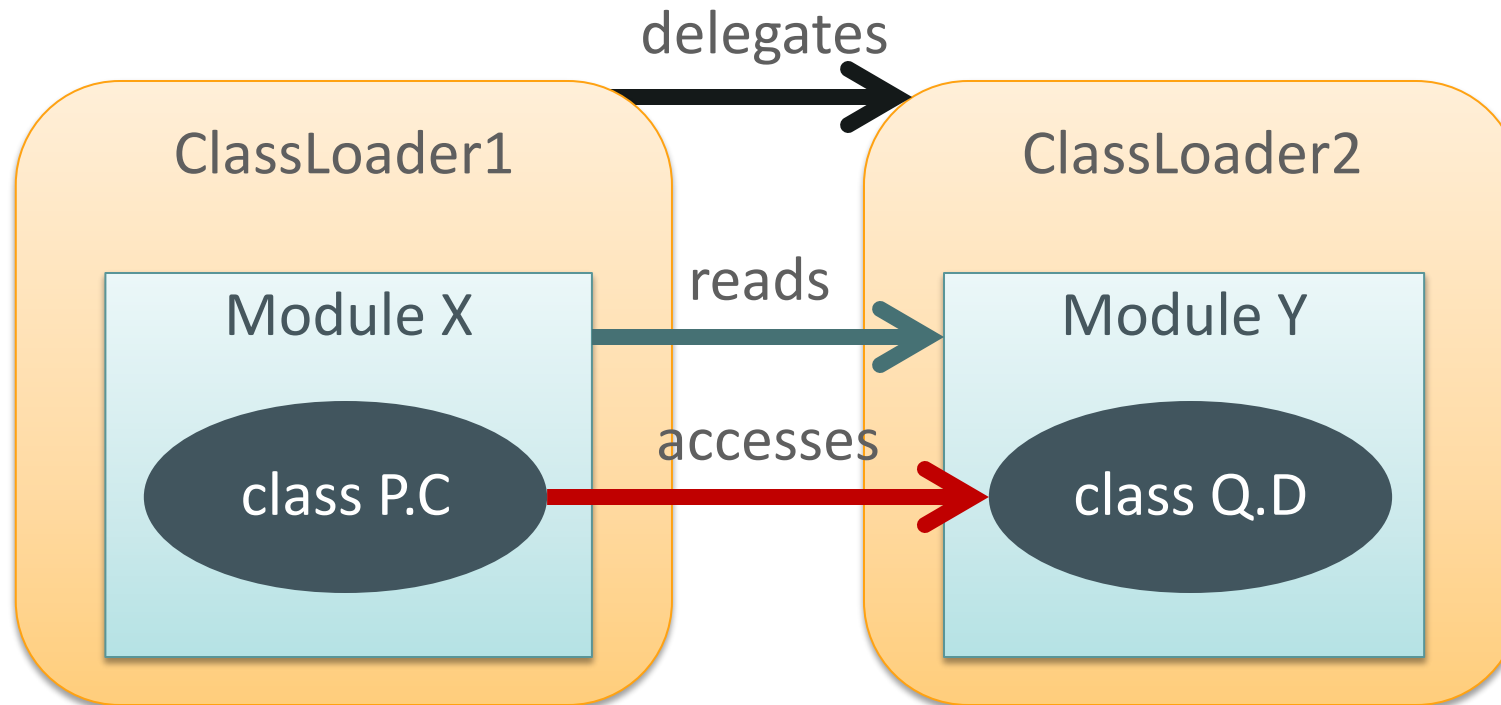 delegates
ClassLoader1
ClassLoader2
reads
Module X
Module Y
accesses
class P.C
class Q.D